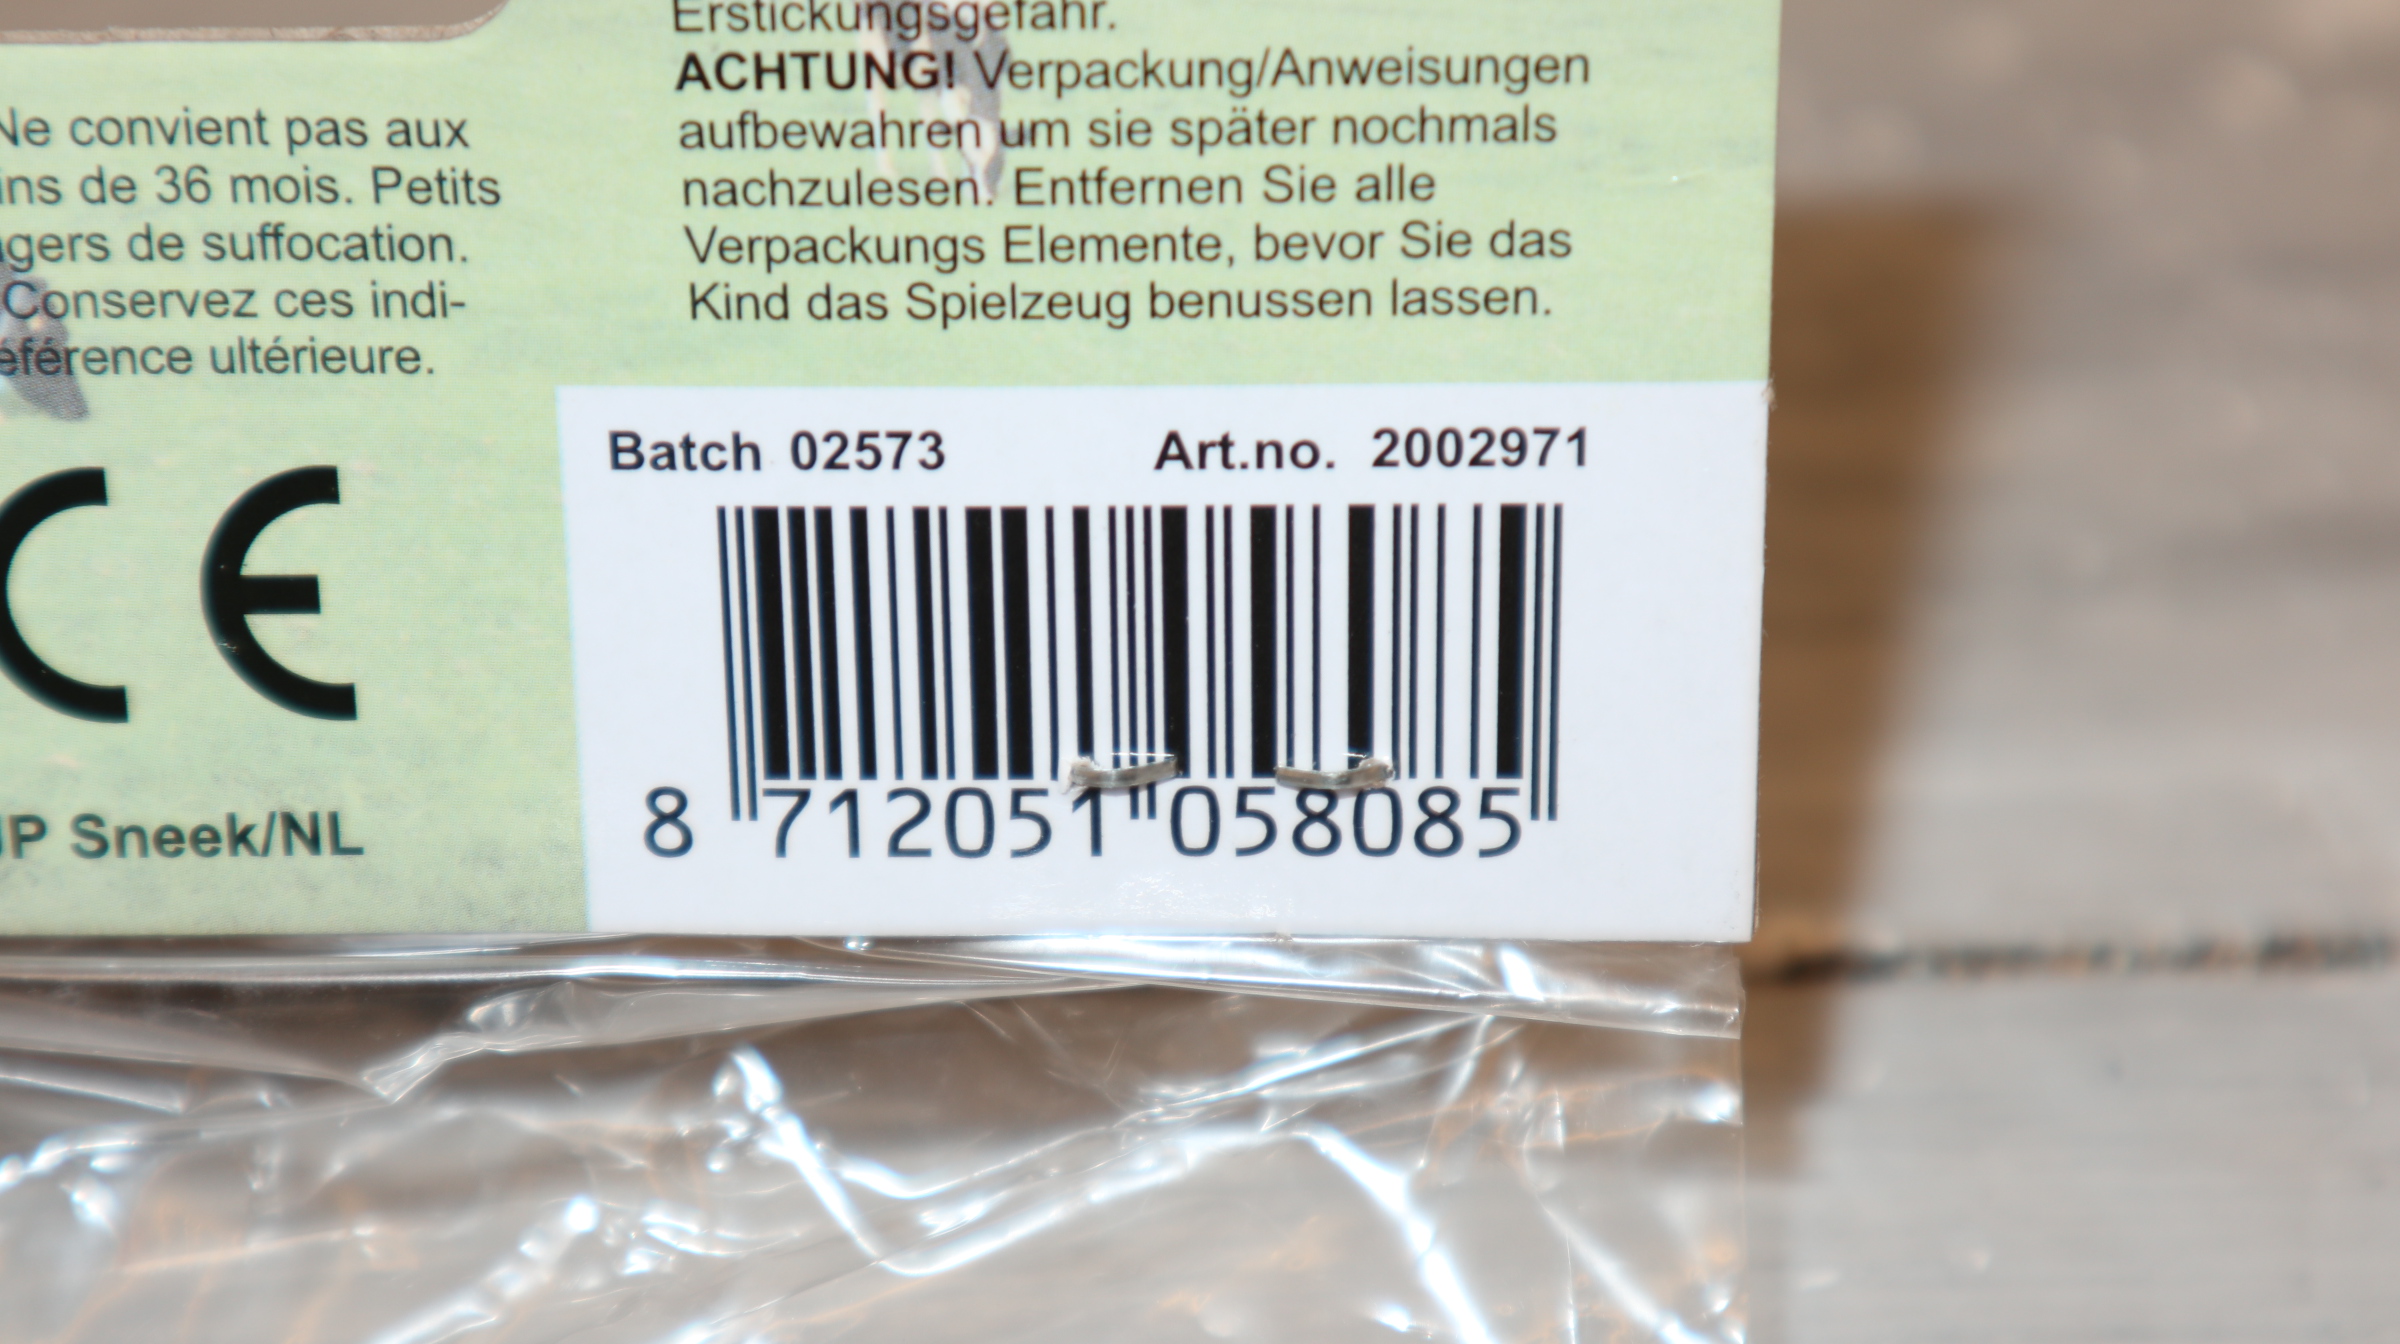 Ne convient pas aux
ins de 36 mois. Petits
gers de suffocation.
Conservez ces indi-
éférence ultérieure.
CE
JP Sneek/NL
Erstickungsgefahr.
ACHTUNG! Verpackung/Anweisungen
aufbewahren um sie später nochmals
nachzulesen. Entfernen Sie alle
Verpackungs Elemente, bevor Sie das
Kind das Spielzeug benussen lassen.
Batch 02573 Art.no. 2002971
8 712051 058085